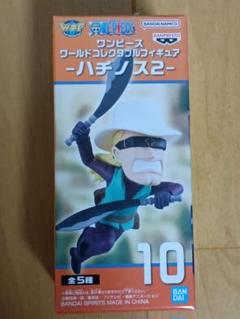 WCF ONE PIECE BANDAI NAMCO
ワンピース
ワールドコレクタブルフィギュア
BANPRESTO
-ハチノス2-
10
全5種
BANDAI SPIRITS MADE IN CHINA
BANDAI